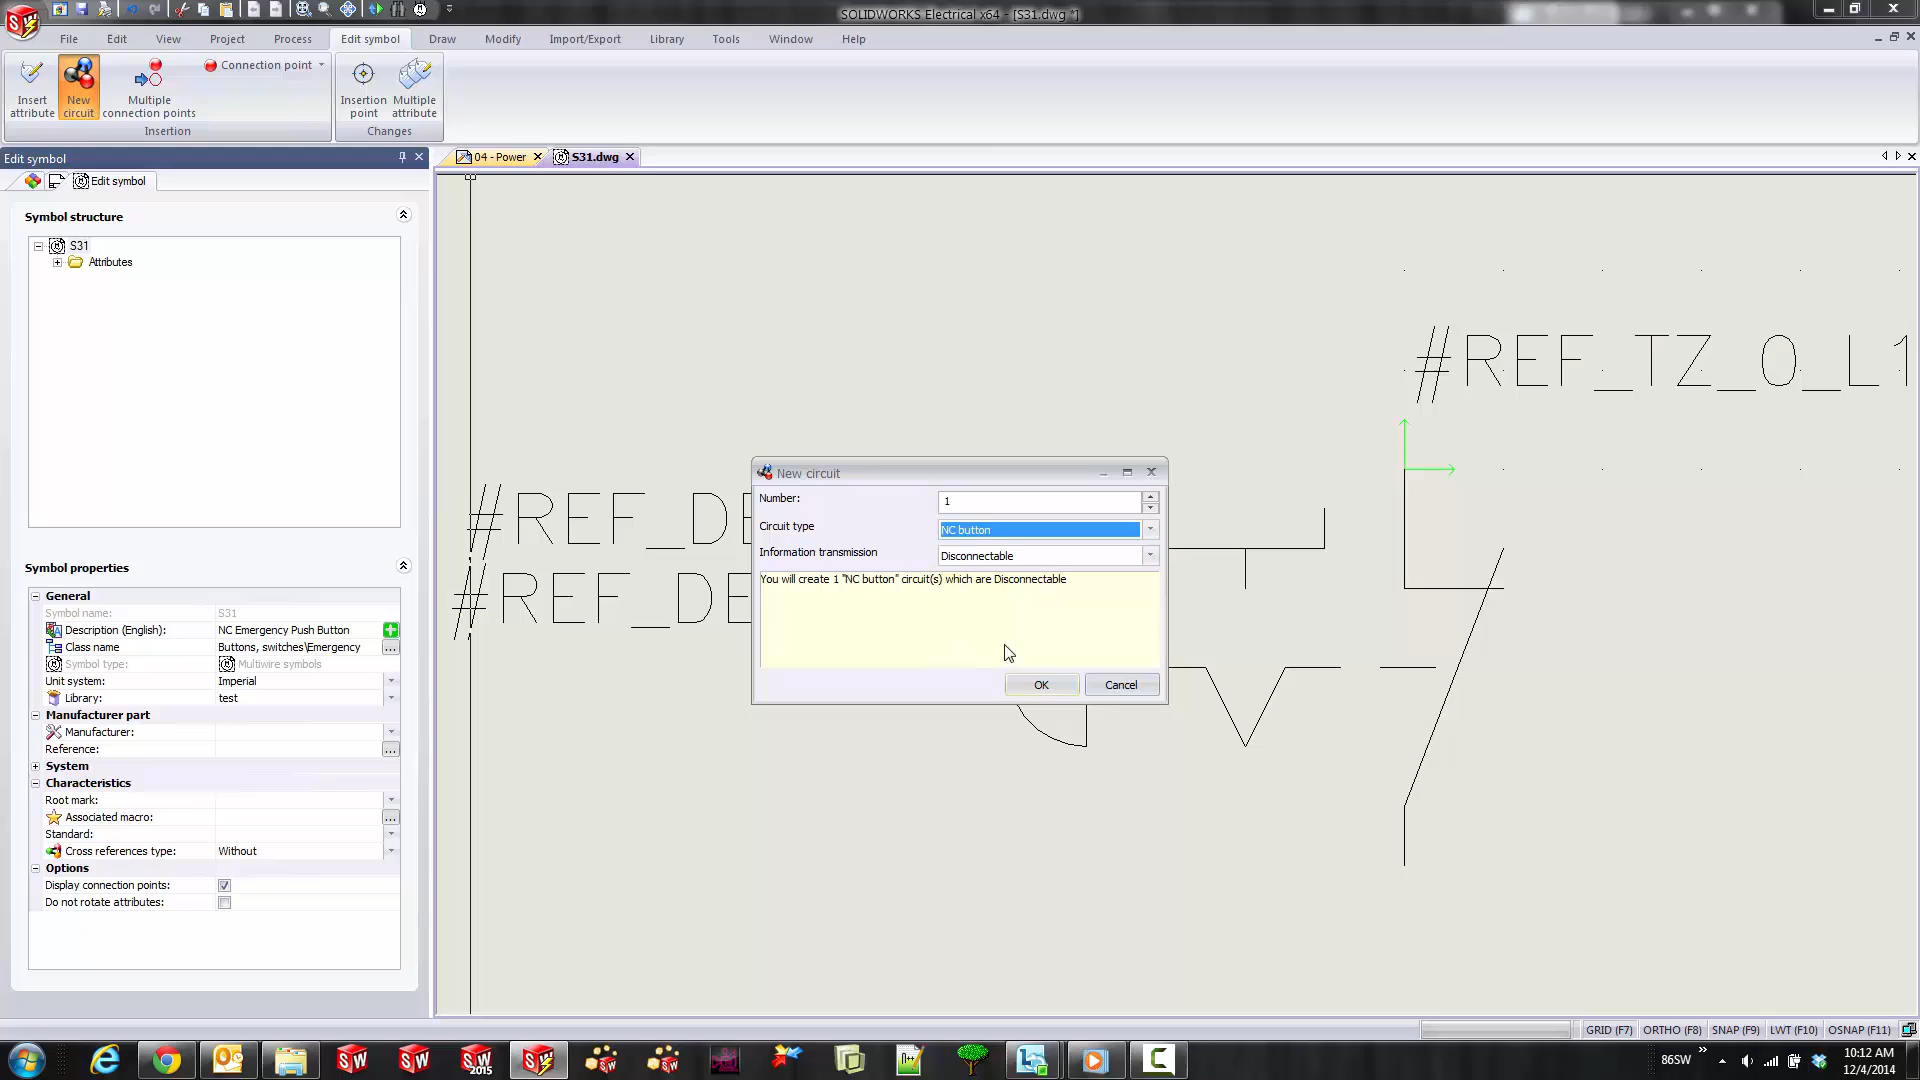 SOLIDWORKS Electrical x64 - [S31.dwg *]
File Edit View Project Process Edit symbol Draw Modify Import/Export Library Tools Window Help
Insert attribute
New circuit
Multiple connection points
Connection point
Insertion point
Multiple attribute
Insertion
Changes
Edit symbol
04 - Power
S31.dwg
Edit symbol
Symbol structure
S31
Attributes
#REF_TZ_0_L1
#REF_DE
#REF_DE
New circuit
Number: 1
Circuit type NC button
Information transmission Disconnectable
You will create 1 "NC button" circuit(s) which are Disconnectable
OK Cancel
Symbol properties
General
Symbol name: S31
Description (English): NC Emergency Push Button
Class name Buttons, switches\Emergency ...
Symbol type: Multiwire symbols
Unit system: Imperial
Library: test
Manufacturer part
Manufacturer:
Reference: ...
System
Characteristics
Root mark:
Associated macro: ...
Standard:
Cross references type: Without
Options
Display connection points:
Do not rotate attributes:
GRID (F7) ORTHO (F8) SNAP (F9) LWT (F10) OSNAP (F11)
SW SW SW 2015
86SW
10:12 AM
12/4/2014